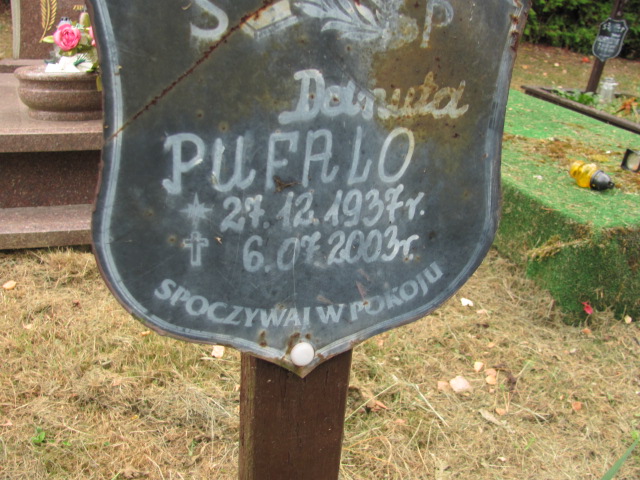 S P
Danuta
PUFALO
27.12.1937r.
6.07.2003r.
SPOCZYWAJ W POKOJU